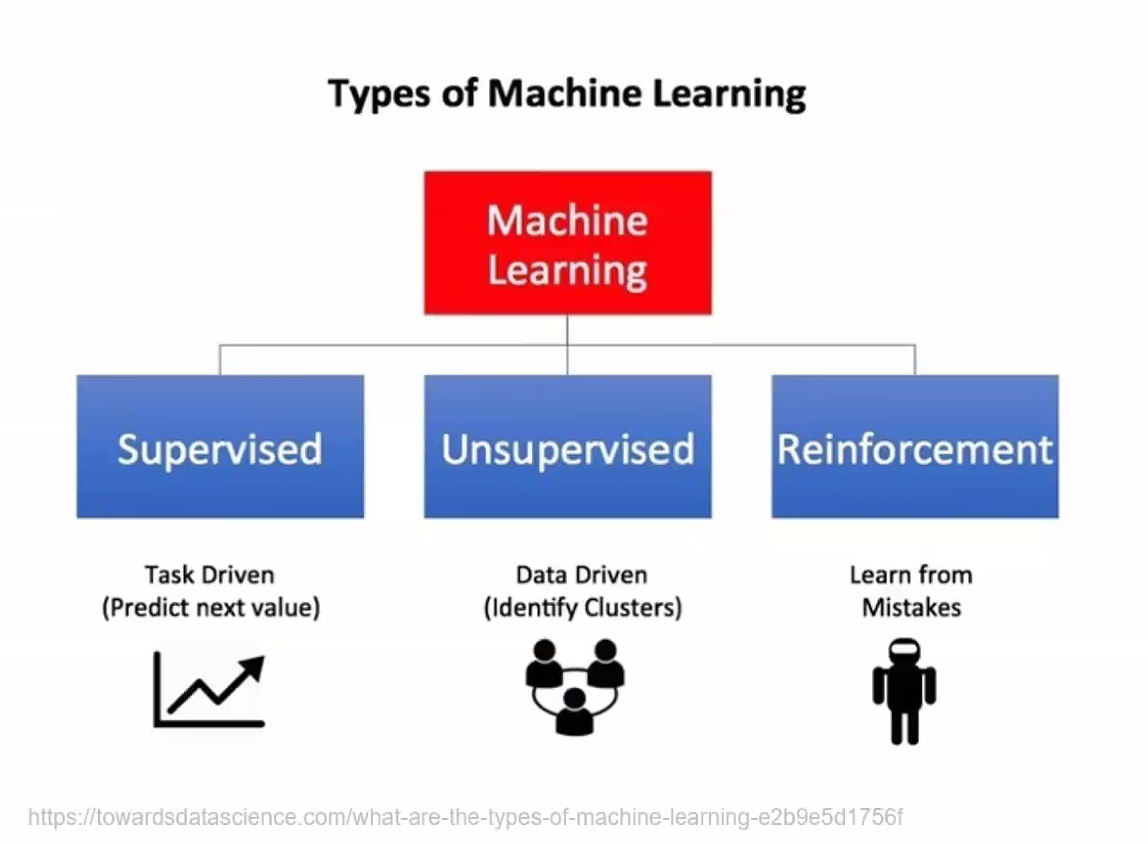 Types of Machine Learning
Machine
Learning
Supervised
Unsupervised
Reinforcement
Task Driven
(Predict next value)
Data Driven
(Identify Clusters)
Learn from
Mistakes
https://towardsdatascience.com/what-are-the-types-of-machine-learning-e2b9e5d1756f